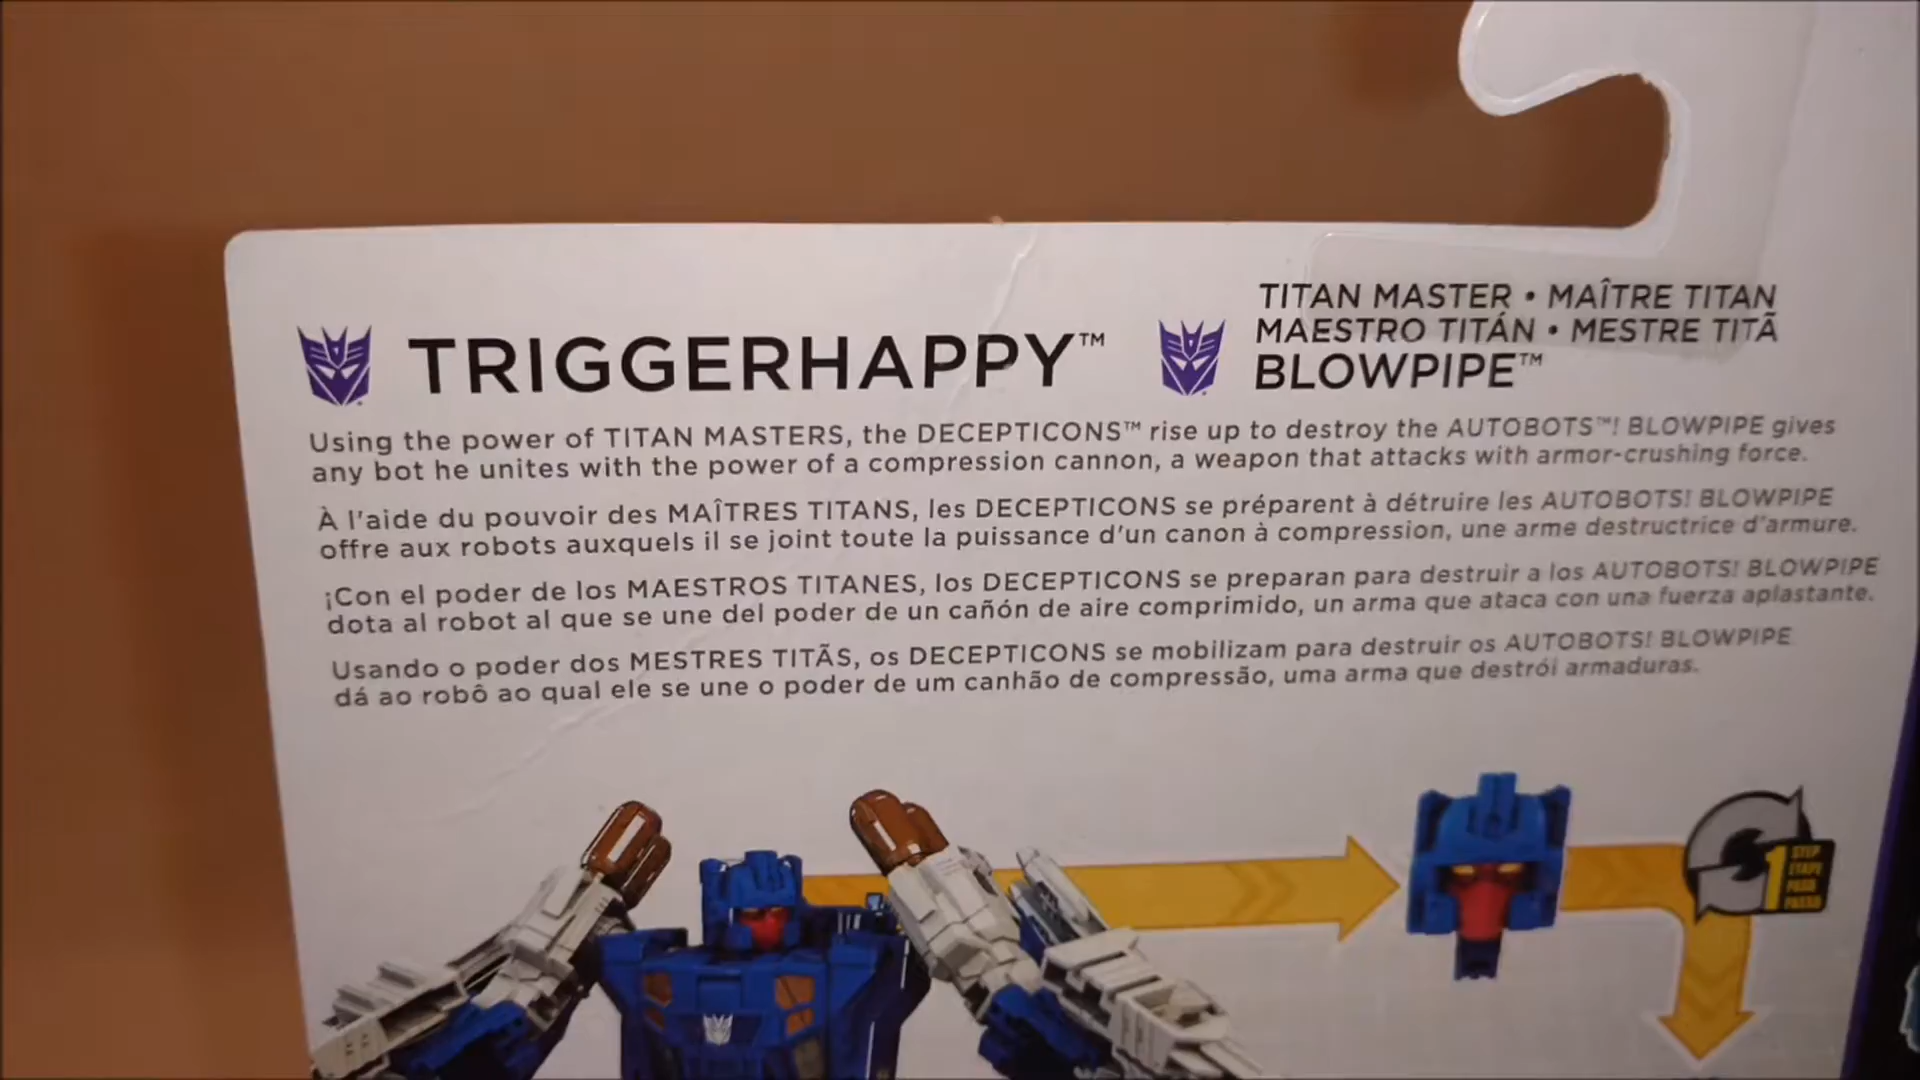 TRIGGERHAPPY™
TITAN MASTER • MAÎTRE TITAN
MAESTRO TITÁN • MESTRE TITÃ
BLOWPIPE™
Using the power of TITAN MASTERS, the DECEPTICONS™ rise up to destroy the AUTOBOTS™! BLOWPIPE gives
any bot he unites with the power of a compression cannon, a weapon that attacks with armor-crushing force.
À l'aide du pouvoir des MAÎTRES TITANS, les DECEPTICONS se préparent à détruire les AUTOBOTS! BLOWPIPE
offre aux robots auxquels il se joint toute la puissance d'un canon à compression, une arme destructrice d'armure.
¡Con el poder de los MAESTROS TITANES, los DECEPTICONS se preparan para destruir a los AUTOBOTS! BLOWPIPE
dota al robot al que se une del poder de un cañón de aire comprimido, un arma que ataca con una fuerza aplastante.
Usando o poder dos MESTRES TITÃS, os DECEPTICONS se mobilizam para destruir os AUTOBOTS! BLOWPIPE
dá ao robô ao qual ele se une o poder de um canhão de compressão, uma arma que destrói armaduras.
1
STEP
ETAPE
PASO
PASSO